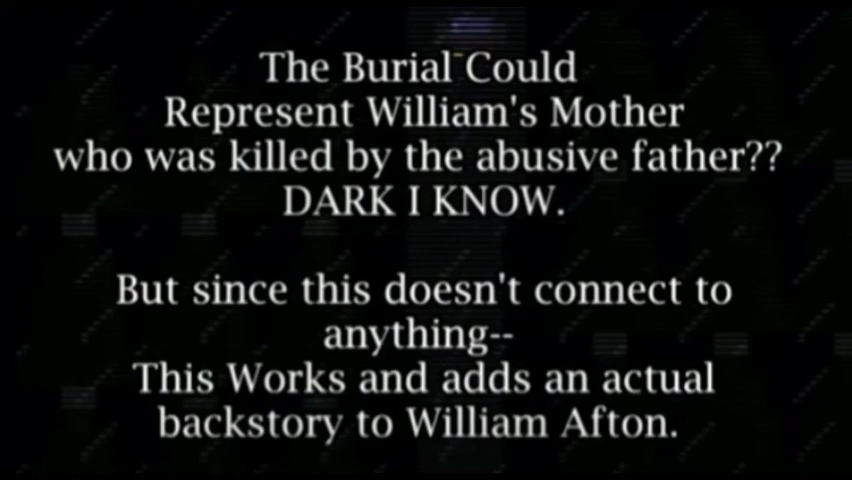 The Burial Could
Represent William's Mother
who was killed by the abusive father??
DARK I KNOW.
But since this doesn't connect to
anything--
This Works and adds an actual
backstory to William Afton.